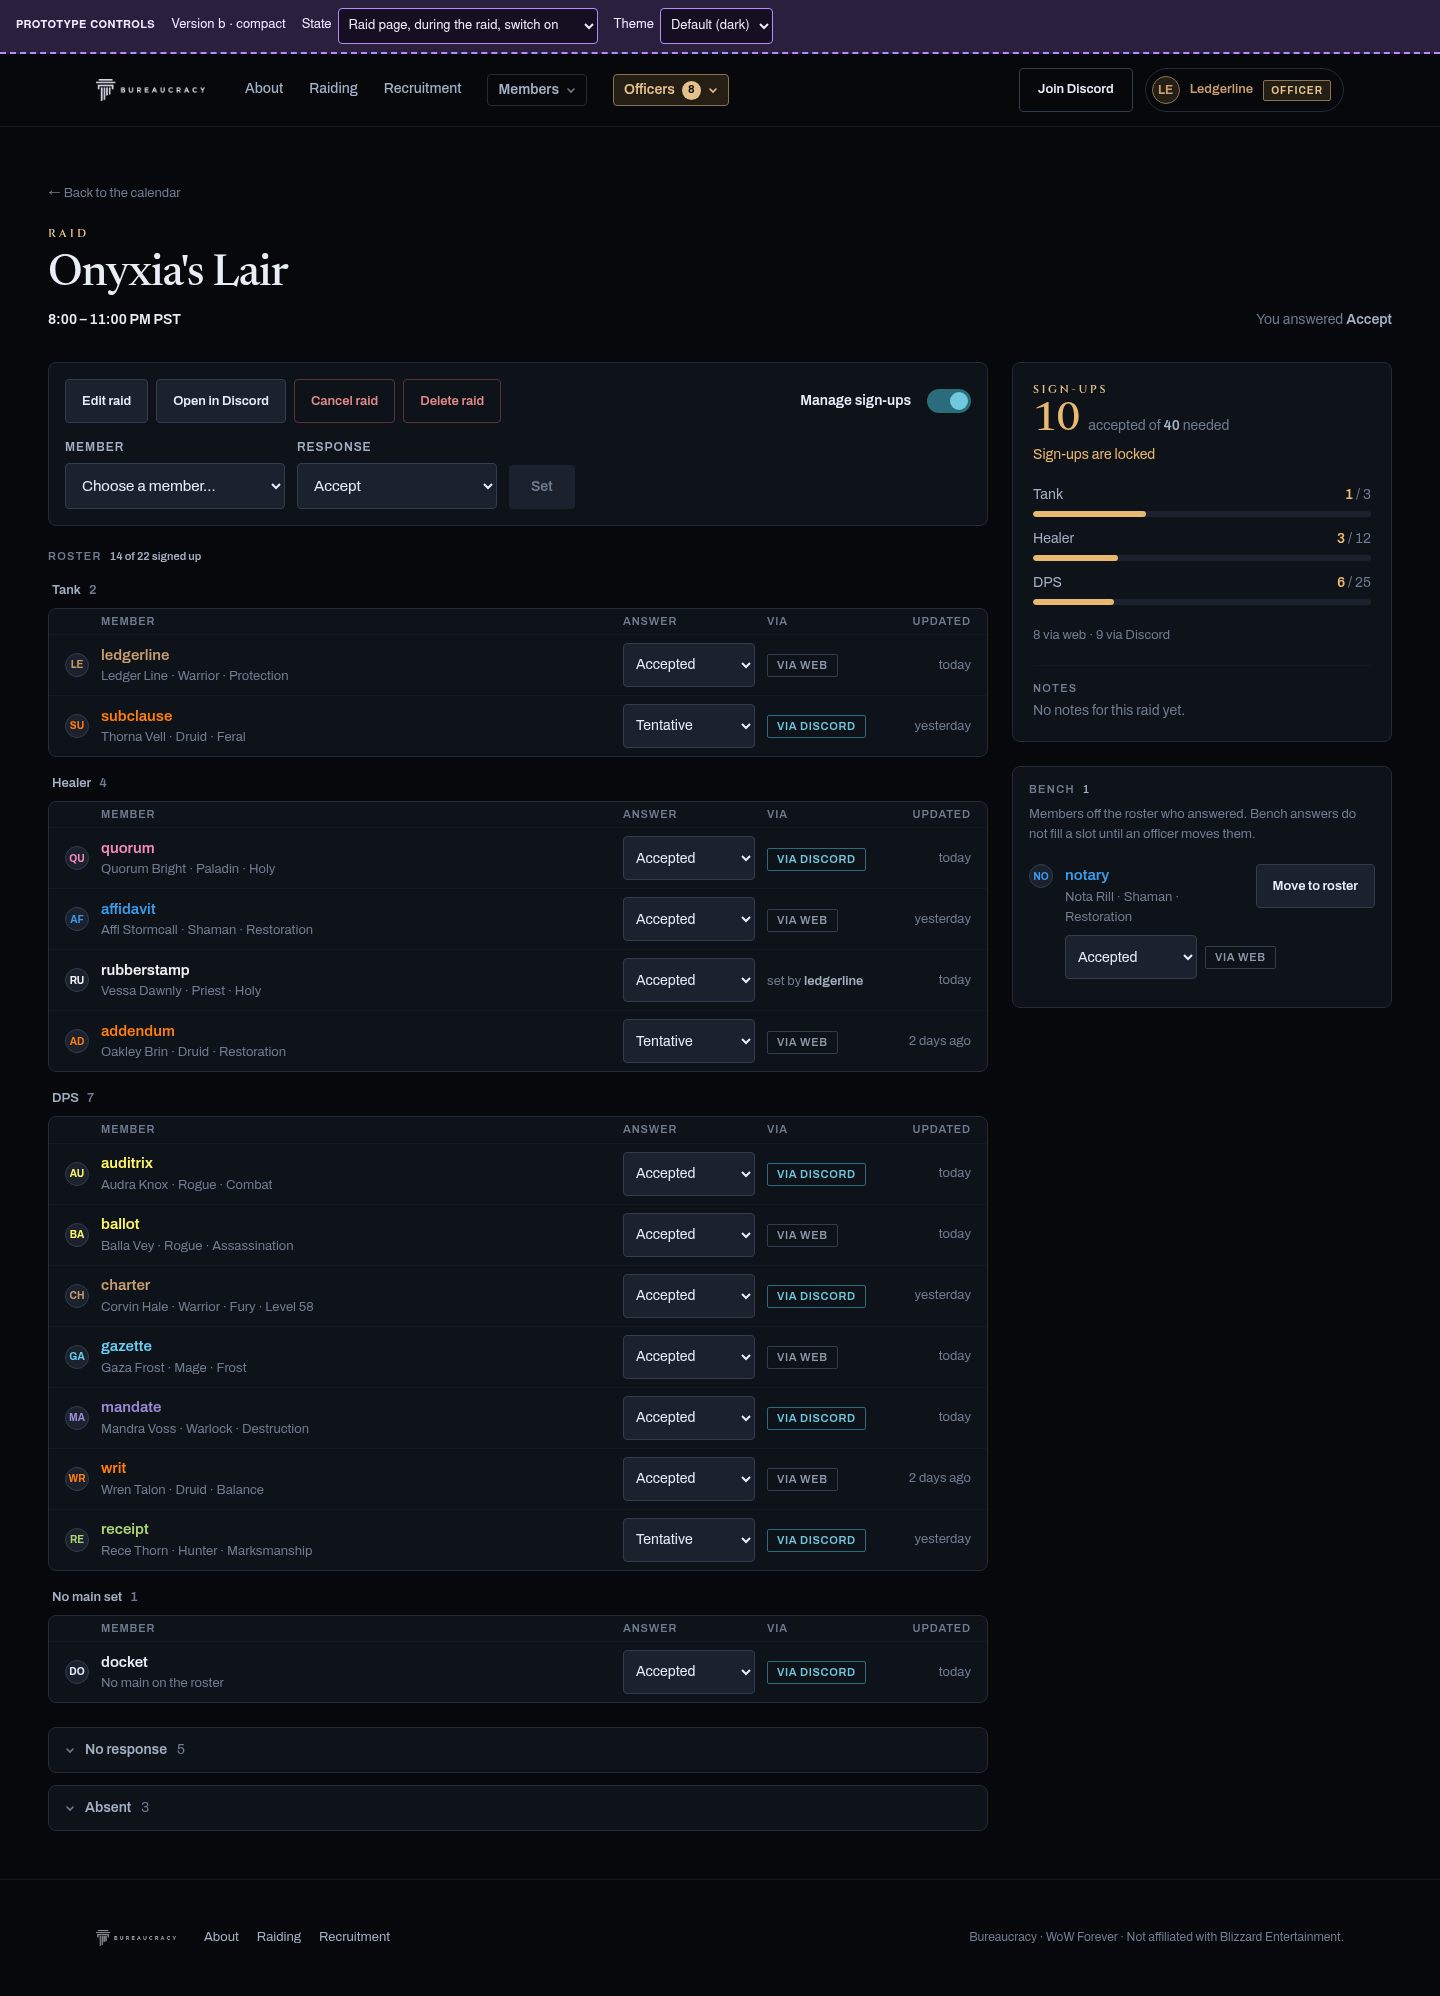 PROTOTYPE CONTROLS Version b · compact State Raid page, during the raid, switch on Theme Default (dark)
BUREAUCRACY About Raiding Recruitment Members Officers 8 Join Discord LE Ledgerline OFFICER
← Back to the calendar
RAID
Onyxia's Lair
8:00 – 11:00 PM PST You answered Accept
Edit raid Open in Discord Cancel raid Delete raid Manage sign-ups
MEMBER RESPONSE
Choose a member... Accept Set
SIGN-UPS
10 accepted of 40 needed
Sign-ups are locked
Tank 1 / 3
Healer 3 / 12
DPS 6 / 25
8 via web · 9 via Discord
NOTES
No notes for this raid yet.
BENCH 1
Members off the roster who answered. Bench answers do
not fill a slot until an officer moves them.
NO notary Move to roster
Nota Rill · Shaman ·
Restoration
Accepted VIA WEB
ROSTER 14 of 22 signed up
Tank 2
MEMBER ANSWER VIA UPDATED
LE ledgerline Accepted VIA WEB today
Ledger Line · Warrior · Protection
SU subclause Tentative VIA DISCORD yesterday
Thorna Vell · Druid · Feral
Healer 4
MEMBER ANSWER VIA UPDATED
QU quorum Accepted VIA DISCORD today
Quorum Bright · Paladin · Holy
AF affidavit Accepted VIA WEB yesterday
Affi Stormcall · Shaman · Restoration
RU rubberstamp Accepted set by ledgerline today
Vessa Dawnly · Priest · Holy
AD addendum Tentative VIA WEB 2 days ago
Oakley Brin · Druid · Restoration
DPS 7
MEMBER ANSWER VIA UPDATED
AU auditrix Accepted VIA DISCORD today
Audra Knox · Rogue · Combat
BA ballot Accepted VIA WEB today
Balla Vey · Rogue · Assassination
CH charter Accepted VIA DISCORD yesterday
Corvin Hale · Warrior · Fury · Level 58
GA gazette Accepted VIA WEB today
Gaza Frost · Mage · Frost
MA mandate Accepted VIA DISCORD today
Mandra Voss · Warlock · Destruction
WR writ Accepted VIA WEB 2 days ago
Wren Talon · Druid · Balance
RE receipt Tentative VIA DISCORD yesterday
Rece Thorn · Hunter · Marksmanship
No main set 1
MEMBER ANSWER VIA UPDATED
DO docket Accepted VIA DISCORD today
No main on the roster
No response 5
Absent 3
BUREAUCRACY About Raiding Recruitment Bureaucracy · WoW Forever · Not affiliated with Blizzard Entertainment.